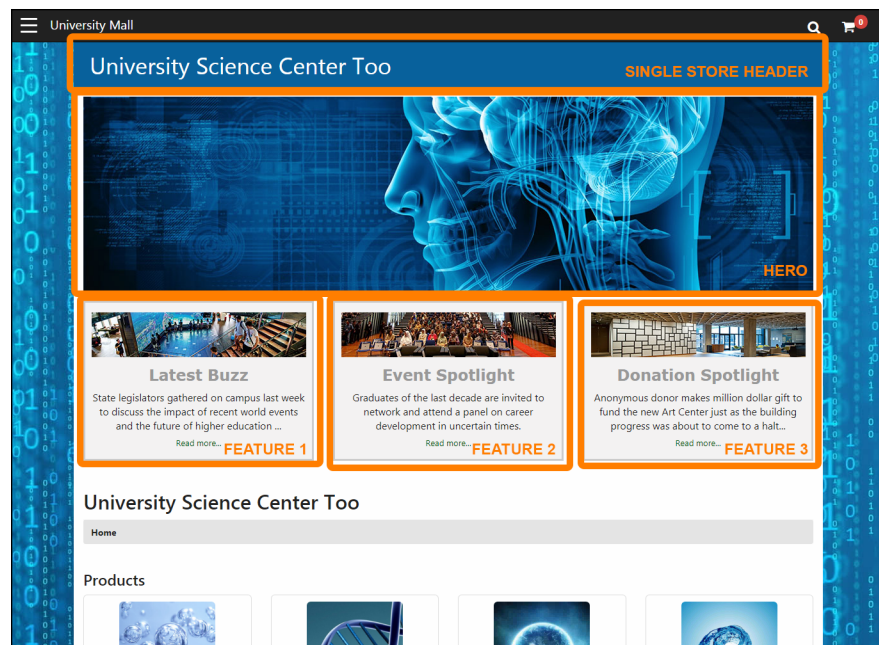 University Mall
0
University Science Center Too
SINGLE STORE HEADER
HERO
Latest Buzz
State legislators gathered on campus last week
to discuss the impact of recent world events
and the future of higher education ...
Read more...
FEATURE 1
Event Spotlight
Graduates of the last decade are invited to
network and attend a panel on career
development in uncertain times.
Read more...
FEATURE 2
Donation Spotlight
Anonymous donor makes million dollar gift to
fund the new Art Center just as the building
progress was about to come to a halt...
Read more...
FEATURE 3
University Science Center Too
Home
Products